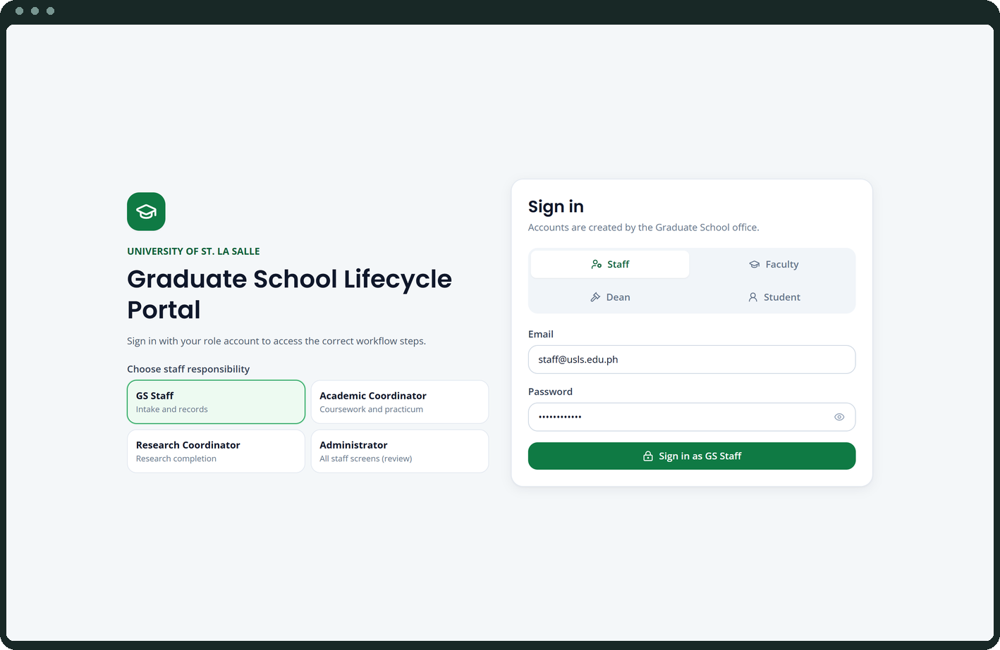 UNIVERSITY OF ST. LA SALLE
Graduate School Lifecycle
Portal
Sign in with your role account to access the correct workflow steps.
Choose staff responsibility
GS Staff
Intake and records
Academic Coordinator
Coursework and practicum
Research Coordinator
Research completion
Administrator
All staff screens (review)
Sign in
Accounts are created by the Graduate School office.
Staff
Faculty
Dean
Student
Email
staff@usls.edu.ph
Password
••••••••••••
Sign in as GS Staff